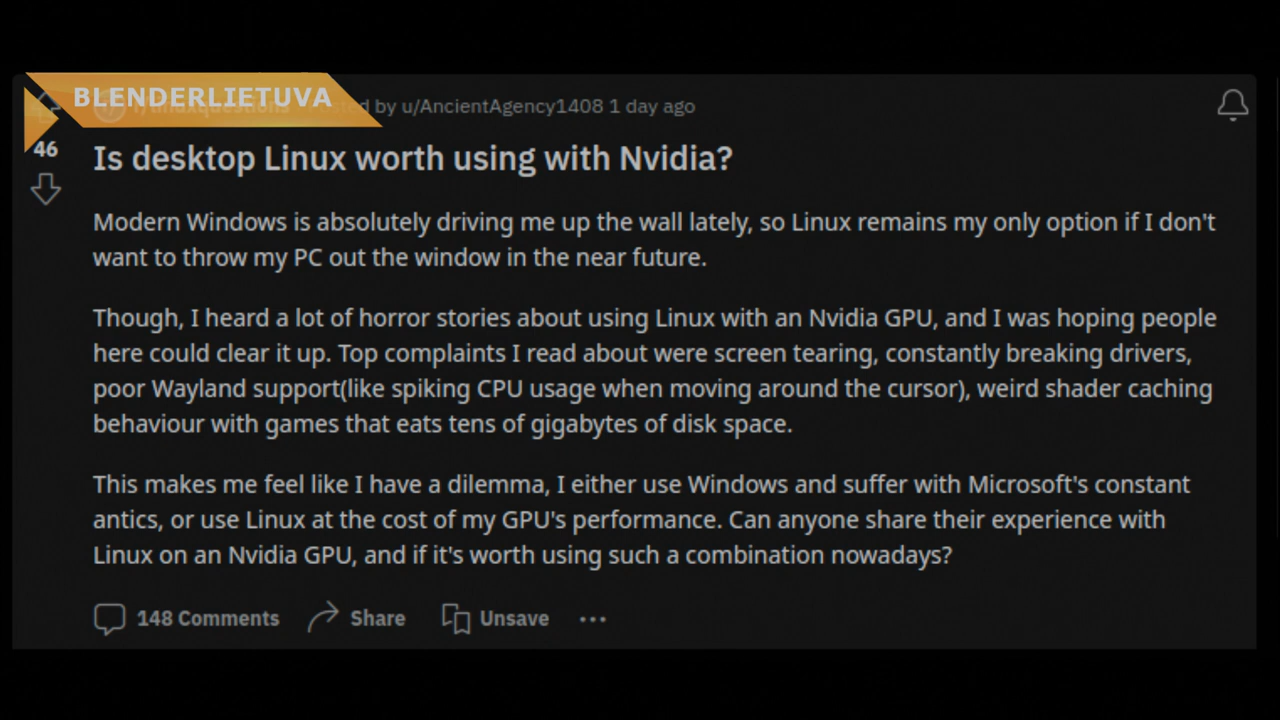 BLENDERLIETUVA
by u/AncientAgency1408 1 day ago
46
Is desktop Linux worth using with Nvidia?
Modern Windows is absolutely driving me up the wall lately, so Linux remains my only option if I don't
want to throw my PC out the window in the near future.
Though, I heard a lot of horror stories about using Linux with an Nvidia GPU, and I was hoping people
here could clear it up. Top complaints I read about were screen tearing, constantly breaking drivers,
poor Wayland support(like spiking CPU usage when moving around the cursor), weird shader caching
behaviour with games that eats tens of gigabytes of disk space.
This makes me feel like I have a dilemma, I either use Windows and suffer with Microsoft's constant
antics, or use Linux at the cost of my GPU's performance. Can anyone share their experience with
Linux on an Nvidia GPU, and if it's worth using such a combination nowadays?
148 Comments Share Unsave